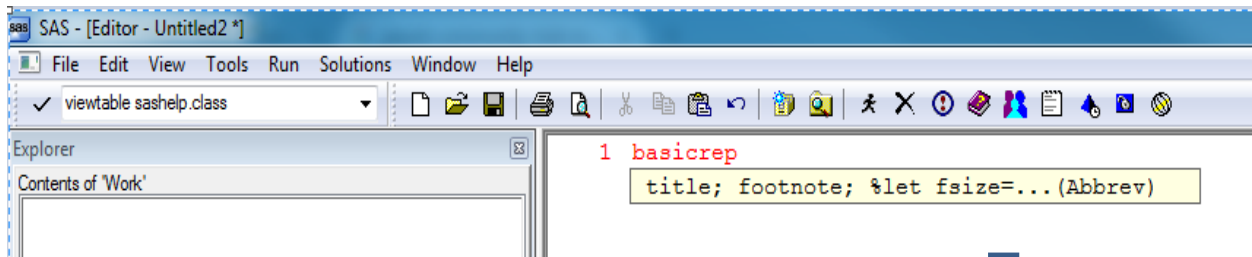 sas SAS - [Editor - Untitled2 *]
File Edit View Tools Run Solutions Window Help
viewtable sashelp.class
Explorer
Contents of 'Work'
1 basicrep
title; footnote; %let fsize=...(Abbrev)